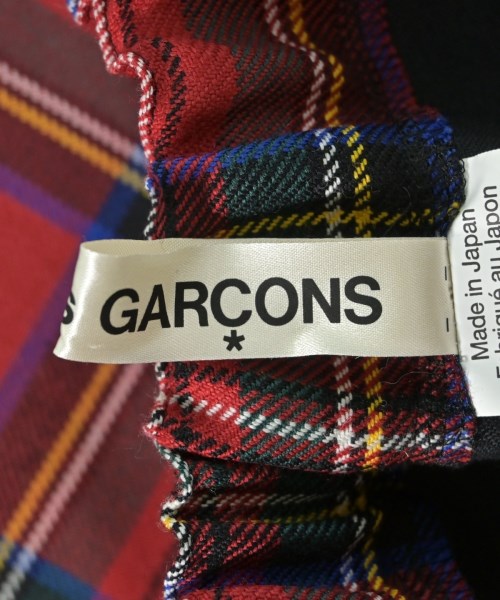 S GARÇONS
*
Made in Japan
Fabriqué au Japon